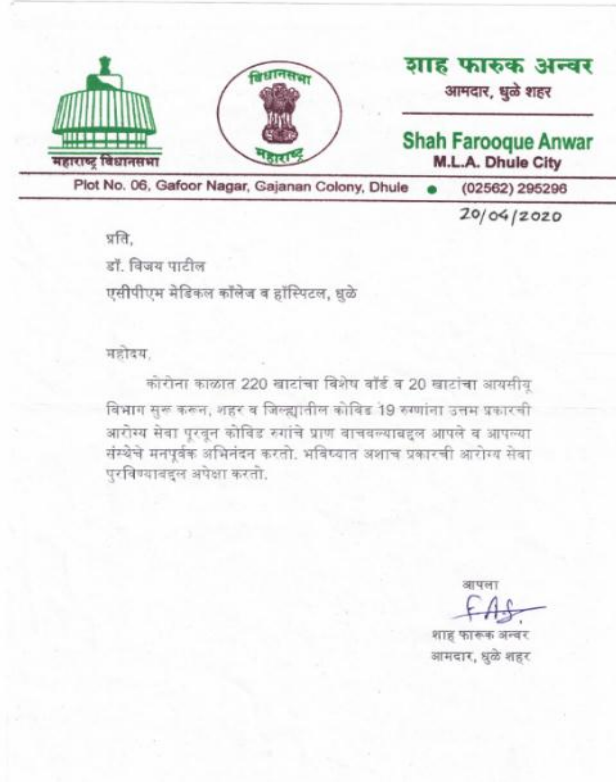 शाह फारुक अन्वर
आमदार, धुळे शहर
विधानसभा
महाराष्ट्र
महाराष्ट्र विधानसभा
Shah Farooque Anwar
M.L.A. Dhule City
Plot No. 06, Gafoor Nagar, Gajanan Colony, Dhule • (02562) 295296
20/04/2020
प्रति,
डॉ. विजय पाटील
एसीपीएम मेडिकल कॉलेज व हॉस्पिटल, धुळे
महोदय,
कोरोना काळात 220 खाटांचा विशेष वॉर्ड व 20 खाटांचा आयसीयू
विभाग सुरू करून, शहर व जिल्ह्यातील कोविड 19 रुग्णांना उत्तम प्रकारची
आरोग्य सेवा पूरवून कोविड रुगांचे प्राण वाचवल्याबद्दल आपले व आपल्या
संस्थेचे मनपूर्वक अभिनंदन करतो. भविष्यात अशाच प्रकारची आरोग्य सेवा
पुरविण्याबद्दल अपेक्षा करतो.
आपला
शाह फारूक अन्वर
आमदार, धुळे शहर